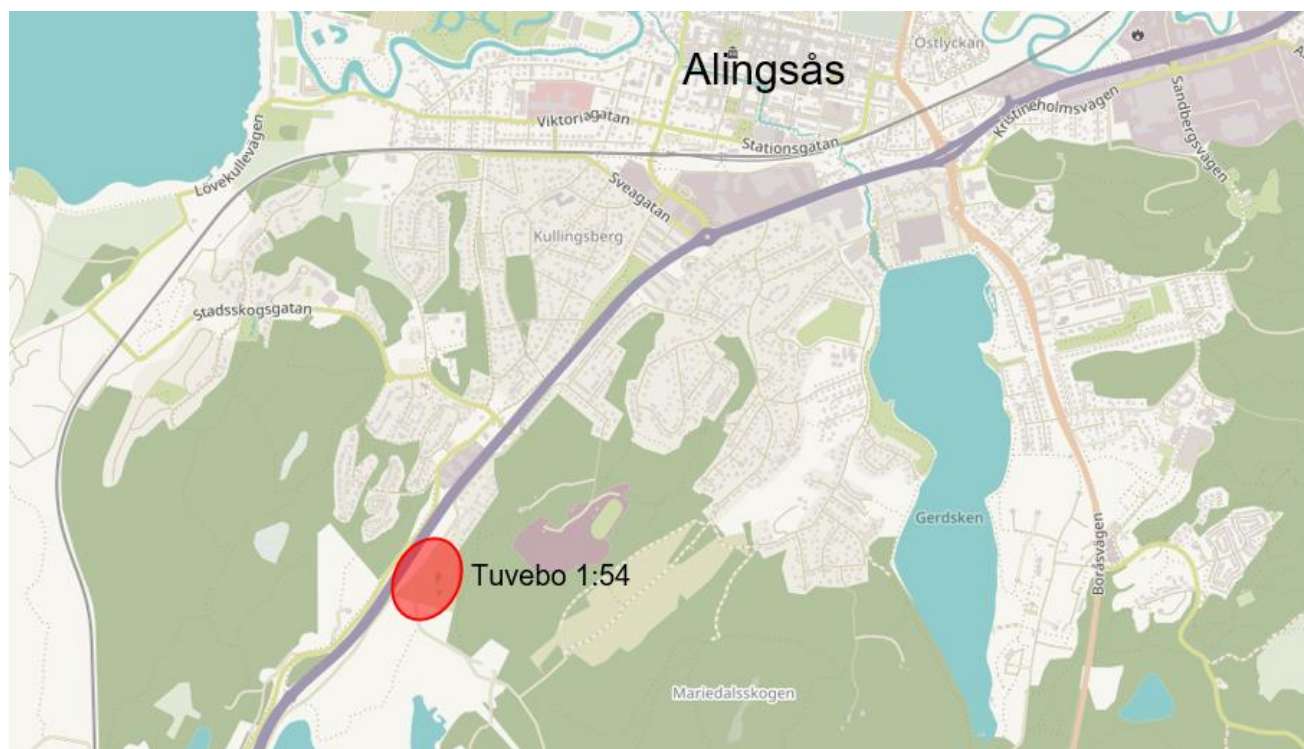 Alingsås
Östlyckan
Viktoriagatan
Stationsgatan
Kristineholmsvägen
Sandbergsvägen
Lövekullevägen
Sveagatan
Kullingsberg
Stadsskogsgatan
Gerdsken
Boråsvägen
Tuvebo 1:54
Mariedalsskogen